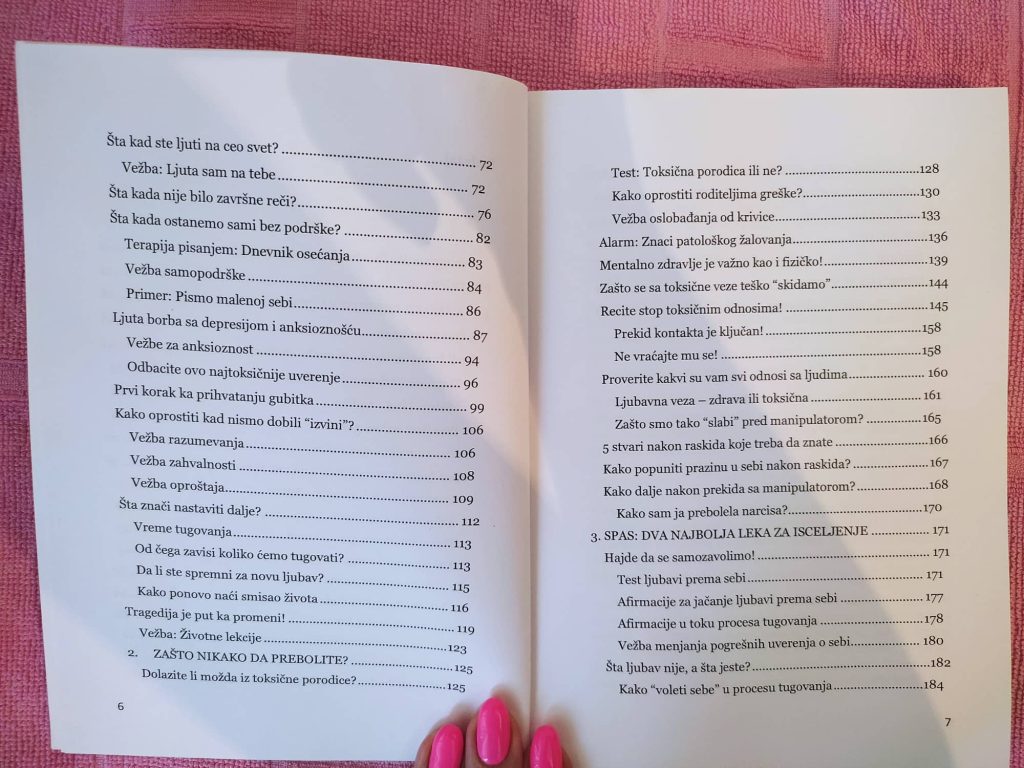 Šta kad ste ljuti na ceo svet? ........ 72
Vežba: Ljuta sam na tebe ........ 72
Šta kada nije bilo završne reči? ........ 76
Šta kada ostanemo sami bez podrške? ........ 82
Terapija pisanjem: Dnevnik osećanja ........ 83
Vežba samopodrške ........ 84
Primer: Pismo malenoj sebi ........ 86
Ljuta borba sa depresijom i anksioznošću ........ 87
Vežbe za anksioznost ........ 94
Odbacite ovo najtoksičnije uverenje ........ 96
Prvi korak ka prihvatanju gubitka ........ 99
Kako oprostiti kad nismo dobili “izvini”? ........ 106
Vežba razumevanja ........ 106
Vežba zahvalnosti ........ 108
Vežba oproštaja ........ 109
Šta znači nastaviti dalje? ........ 112
Vreme tugovanja ........ 113
Od čega zavisi koliko ćemo tugovati? ........ 113
Da li ste spremni za novu ljubav? ........ 115
Kako ponovo naći smisao života ........ 116
Tragedija je put ka promeni! ........ 119
Vežba: Životne lekcije ........ 123
2. ZAŠTO NIKAKO DA PREBOLITE? ........ 125
Dolazite li možda iz toksične porodice? ........ 125
6
Test: Toksična porodica ili ne? ........ 128
Kako oprostiti roditeljima greške? ........ 130
Vežba oslobađanja od krivice ........ 133
Alarm: Znaci patološkog žalovanja ........ 136
Mentalno zdravlje je važno kao i fizičko! ........ 139
Zašto se sa toksične veze teško “skidamo” ........ 144
Recite stop toksičnim odnosima! ........ 145
Prekid kontakta je ključan! ........ 158
Ne vraćajte mu se! ........ 158
Proverite kakvi su vam svi odnosi sa ljudima ........ 160
Ljubavna veza – zdrava ili toksična ........ 161
Zašto smo tako “slabi” pred manipulatorom? ........ 165
5 stvari nakon raskida koje treba da znate ........ 166
Kako popuniti prazinu u sebi nakon raskida? ........ 167
Kako dalje nakon prekida sa manipulatorom? ........ 168
Kako sam ja prebolela narcisa? ........ 170
3. SPAS: DVA NAJBOLJA LEKA ZA ISCELJENJE ........ 171
Hajde da se samozavolimo! ........ 171
Test ljubavi prema sebi ........ 171
Afirmacije za jačanje ljubavi prema sebi ........ 177
Afirmacije u toku procesa tugovanja ........ 178
Vežba menjanja pogrešnih uverenja o sebi ........ 180
Šta ljubav nije, a šta jeste? ........ 182
Kako “voleti sebe” u procesu tugovanja ........ 184
7